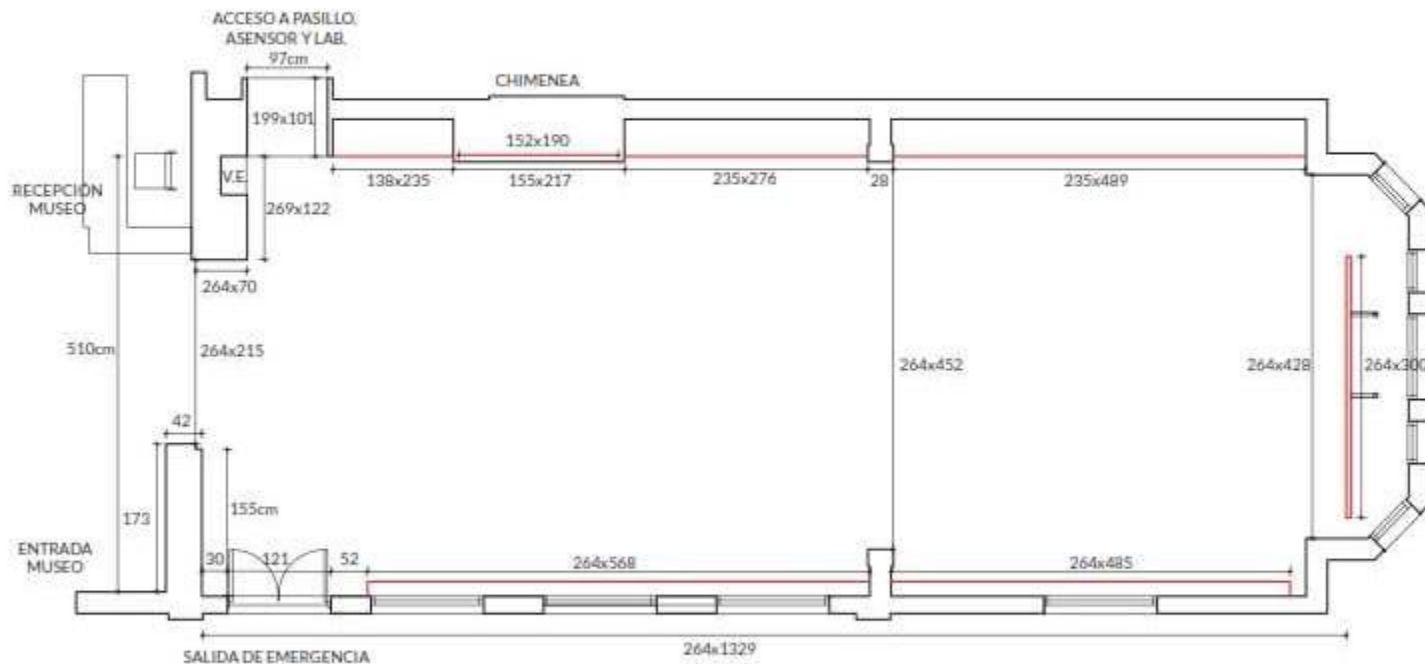 ACCESO A PASILLO,
ASENSOR Y LAB.
97cm
CHIMENEA
199x101
152x190
V.E.
138x235
155x217
235x276
28
235x489
RECEPCIÓN
MUSEO
269x122
264x70
510cm
264x215
264x452
264x428
264x300
42
173
155cm
ENTRADA
MUSEO
30
121
52
264x568
264x485
264x1329
SALIDA DE EMERGENCIA